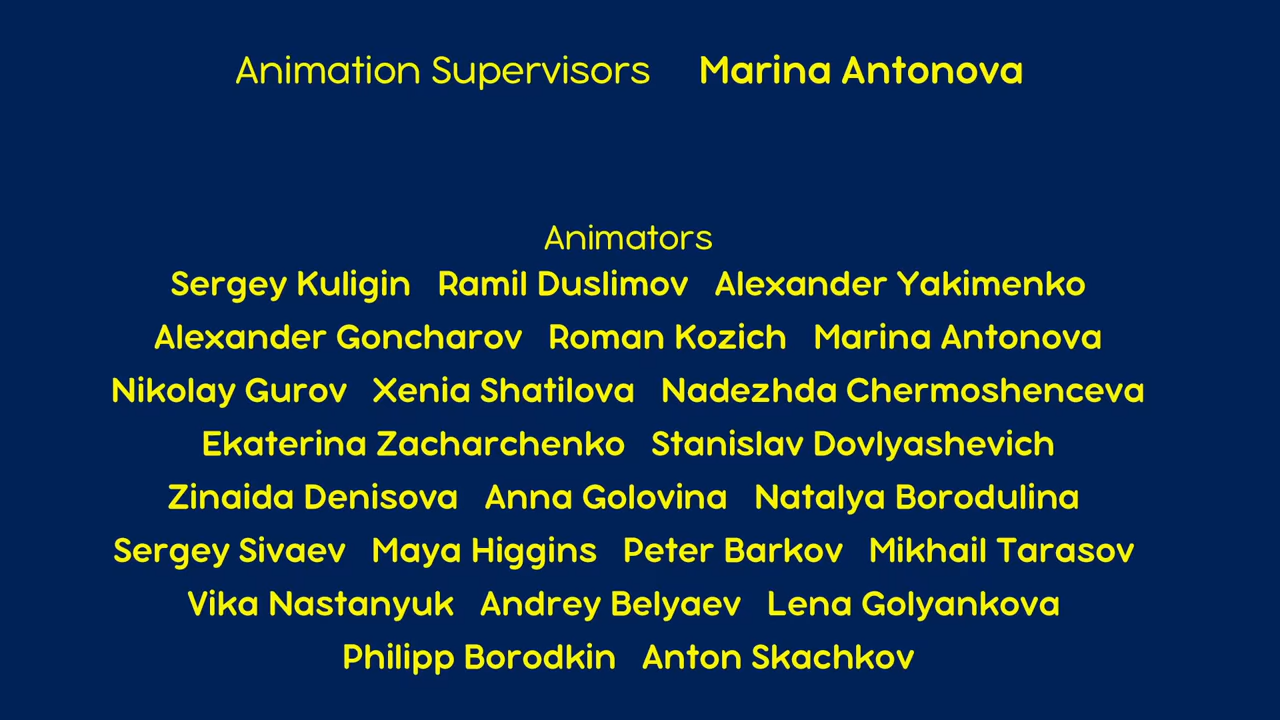 Animation Supervisors Marina Antonova
Animators
Sergey Kuligin Ramil Duslimov Alexander Yakimenko
Alexander Goncharov Roman Kozich Marina Antonova
Nikolay Gurov Xenia Shatilova Nadezhda Chermoshenceva
Ekaterina Zacharchenko Stanislav Dovlyashevich
Zinaida Denisova Anna Golovina Natalya Borodulina
Sergey Sivaev Maya Higgins Peter Barkov Mikhail Tarasov
Vika Nastanyuk Andrey Belyaev Lena Golyankova
Philipp Borodkin Anton Skachkov